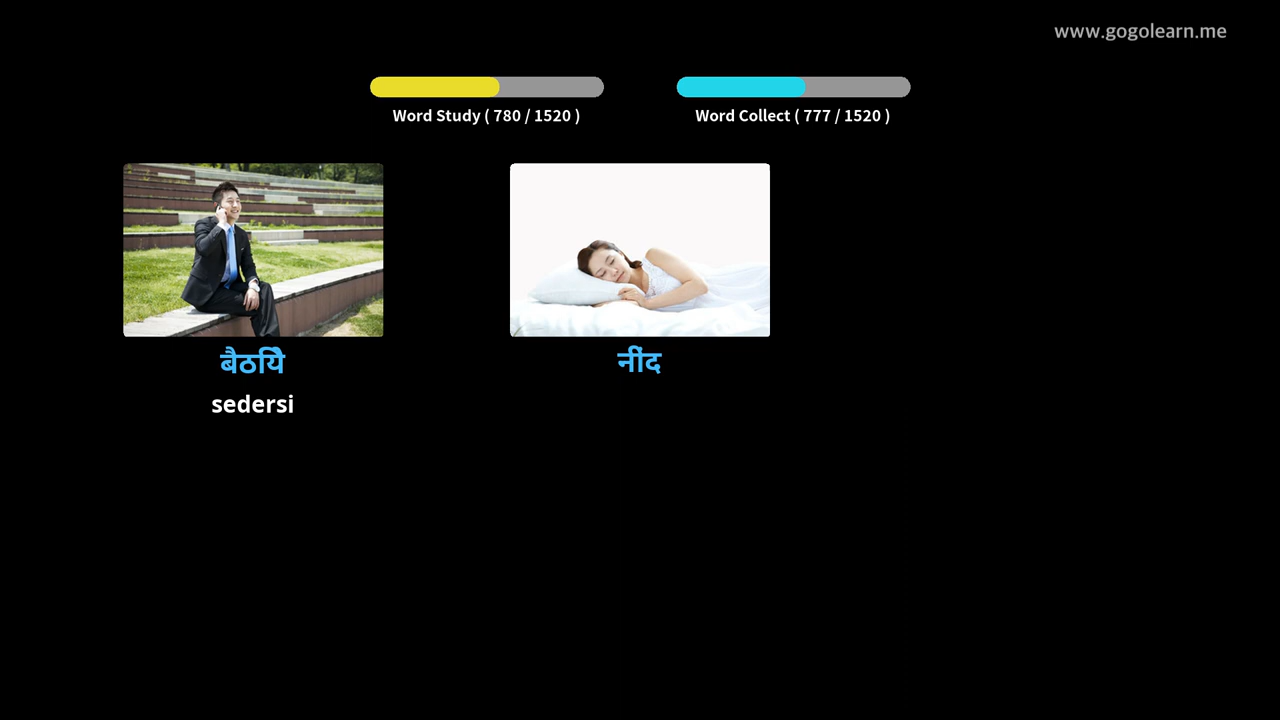 www.gogolearn.me
Word Study ( 780 / 1520 )
Word Collect ( 777 / 1520 )
बैठयिे
sedersi
नींद